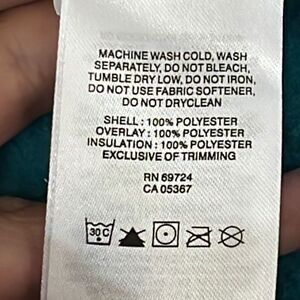 MACHINE WASH COLD, WASH
SEPARATELY, DO NOT BLEACH,
TUMBLE DRY LOW, DO NOT IRON,
DO NOT USE FABRIC SOFTENER,
DO NOT DRYCLEAN
SHELL : 100% POLYESTER
OVERLAY : 100% POLYESTER
INSULATION : 100% POLYESTER
EXCLUSIVE OF TRIMMING
RN 69724
CA 05367
30 C